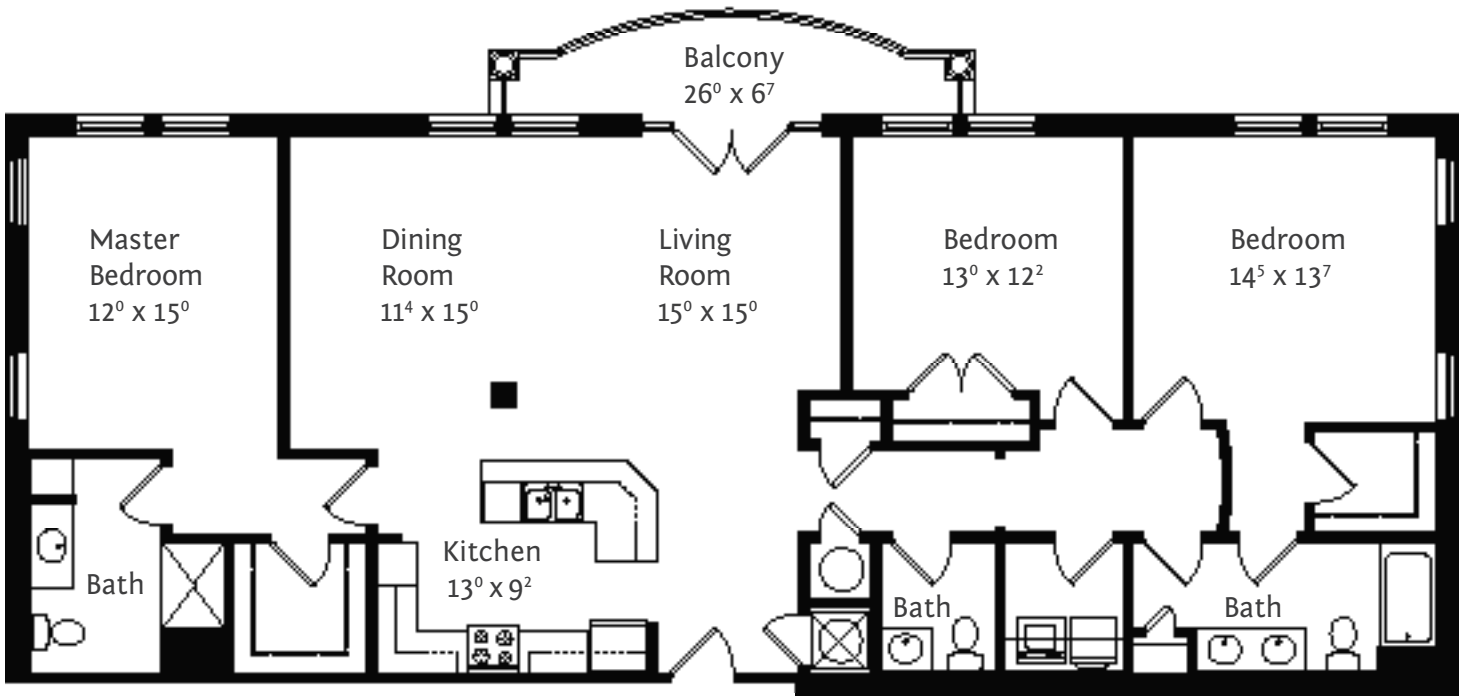 Balcony
26⁰ x 6⁷
Master
Bedroom
12⁰ x 15⁰
Dining
Room
11⁴ x 15⁰
Living
Room
15⁰ x 15⁰
Bedroom
13⁰ x 12²
Bedroom
14⁵ x 13⁷
Kitchen
13⁰ x 9²
Bath
Bath
Bath